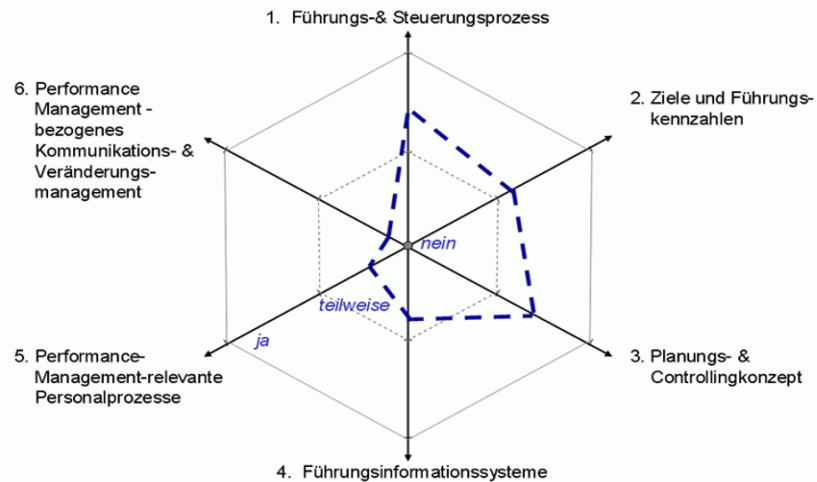 1. Führungs-& Steuerungsprozess
2. Ziele und Führungs-
kennzahlen
3. Planungs- &
Controllingkonzept
4. Führungsinformationssysteme
5. Performance-
Management-relevante
Personalprozesse
6. Performance
Management -
bezogenes
Kommunikations- &
Veränderungs-
management
nein
teilweise
ja